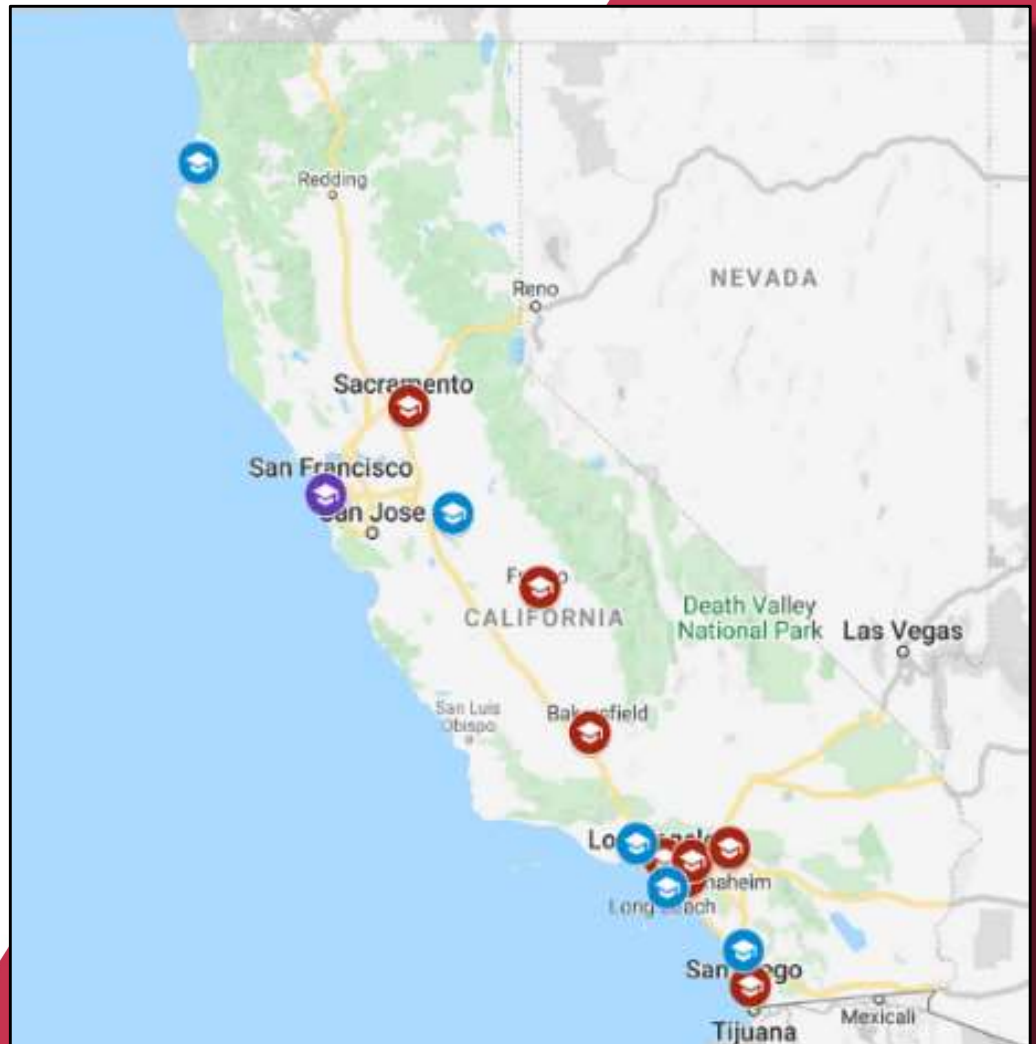 Redding
Reno
NEVADA
Sacramento
San Francisco
San Jose
CALIFORNIA
Death Valley
National Park
Las Vegas
San Luis
Obispo
Long Beach
Tijuana
Mexicali